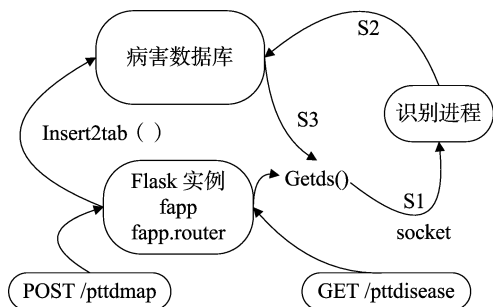 S2
病害数据库
识别进程
S3
Insert2tab（ ）
Flask 实例
fapp
fapp.router
Getds()
S1
socket
POST /pttdmap
GET /pttdisease